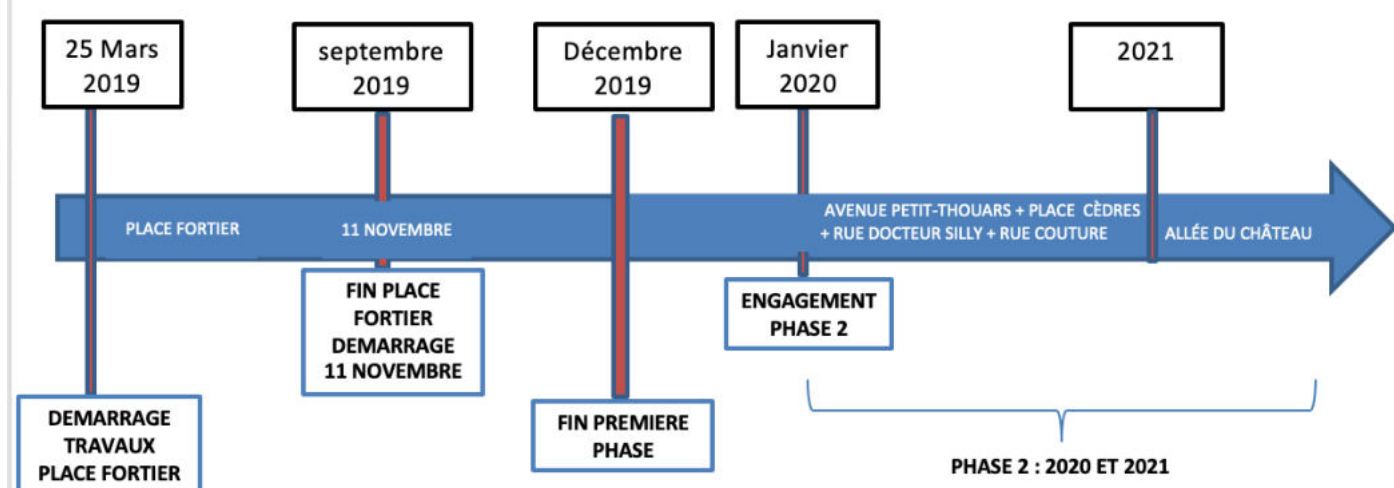 25 Mars
2019
septembre
2019
Décembre
2019
Janvier
2020
2021
PLACE FORTIER
11 NOVEMBRE
AVENUE PETIT-THOUARS + PLACE CÈDRES
+ RUE DOCTEUR SILLY + RUE COUTURE
ALLÉE DU CHÂTEAU
DEMARRAGE
TRAVAUX
PLACE FORTIER
FIN PLACE
FORTIER
DEMARRAGE
11 NOVEMBRE
FIN PREMIERE
PHASE
ENGAGEMENT
PHASE 2
PHASE 2 : 2020 ET 2021